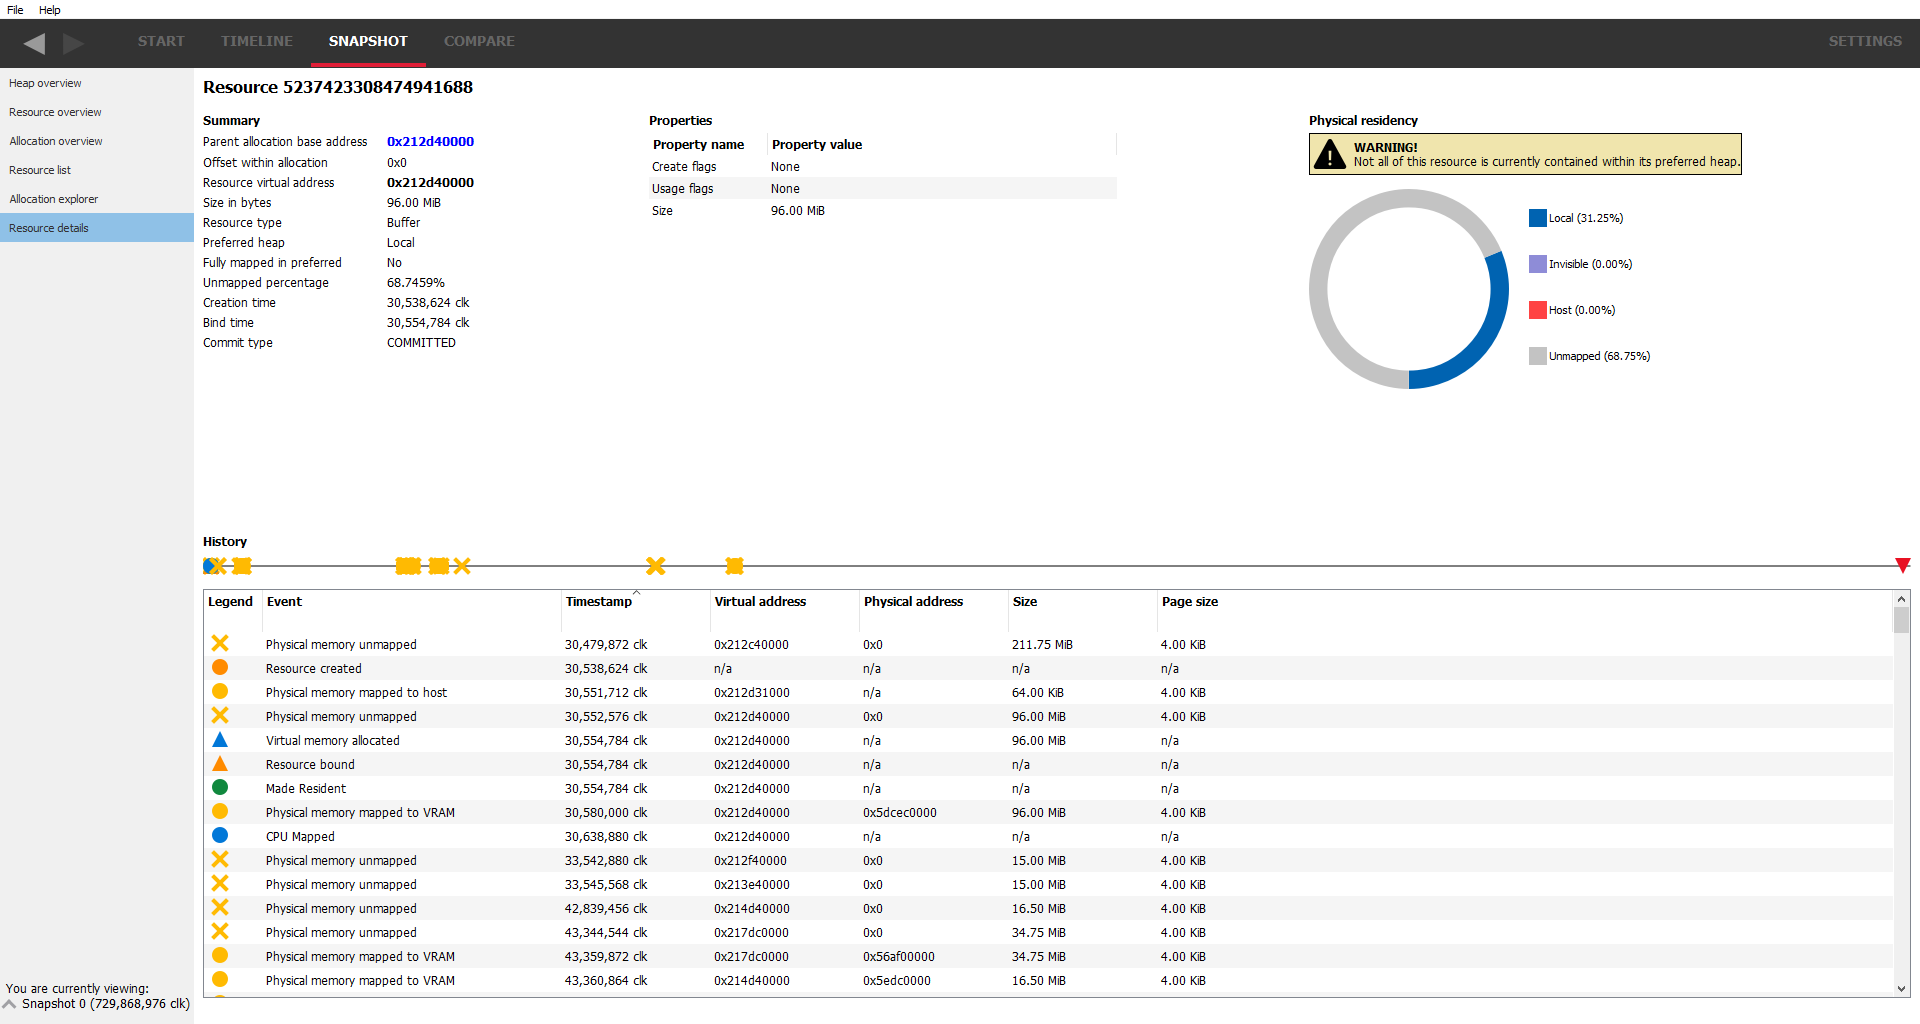 File Help
START TIMELINE SNAPSHOT COMPARE SETTINGS
Heap overview
Resource overview
Allocation overview
Resource list
Allocation explorer
Resource details
You are currently viewing:
Snapshot 0 (729,868,976 clk)
Resource 5237423308474941688
Summary
Parent allocation base address 0x212d40000
Offset within allocation 0x0
Resource virtual address 0x212d40000
Size in bytes 96.00 MiB
Resource type Buffer
Preferred heap Local
Fully mapped in preferred No
Unmapped percentage 68.7459%
Creation time 30,538,624 clk
Bind time 30,554,784 clk
Commit type COMMITTED
Properties
Property name Property value
Create flags None
Usage flags None
Size 96.00 MiB
Physical residency
WARNING!
Not all of this resource is currently contained within its preferred heap.
Local (31.25%)
Invisible (0.00%)
Host (0.00%)
Unmapped (68.75%)
History
Legend Event Timestamp Virtual address Physical address Size Page size
Physical memory unmapped 30,479,872 clk 0x212c40000 0x0 211.75 MiB 4.00 KiB
Resource created 30,538,624 clk n/a n/a n/a n/a
Physical memory mapped to host 30,551,712 clk 0x212d31000 n/a 64.00 KiB 4.00 KiB
Physical memory unmapped 30,552,576 clk 0x212d40000 0x0 96.00 MiB 4.00 KiB
Virtual memory allocated 30,554,784 clk 0x212d40000 n/a 96.00 MiB n/a
Resource bound 30,554,784 clk 0x212d40000 n/a n/a n/a
Made Resident 30,554,784 clk 0x212d40000 n/a n/a n/a
Physical memory mapped to VRAM 30,580,000 clk 0x212d40000 0x5dcec0000 96.00 MiB 4.00 KiB
CPU Mapped 30,638,880 clk 0x212d40000 n/a n/a n/a
Physical memory unmapped 33,542,880 clk 0x212f40000 0x0 15.00 MiB 4.00 KiB
Physical memory unmapped 33,545,568 clk 0x213e40000 0x0 15.00 MiB 4.00 KiB
Physical memory unmapped 42,839,456 clk 0x214d40000 0x0 16.50 MiB 4.00 KiB
Physical memory unmapped 43,344,544 clk 0x217dc0000 0x0 34.75 MiB 4.00 KiB
Physical memory mapped to VRAM 43,359,872 clk 0x217dc0000 0x56af00000 34.75 MiB 4.00 KiB
Physical memory mapped to VRAM 43,360,864 clk 0x214d40000 0x5edc0000 16.50 MiB 4.00 KiB